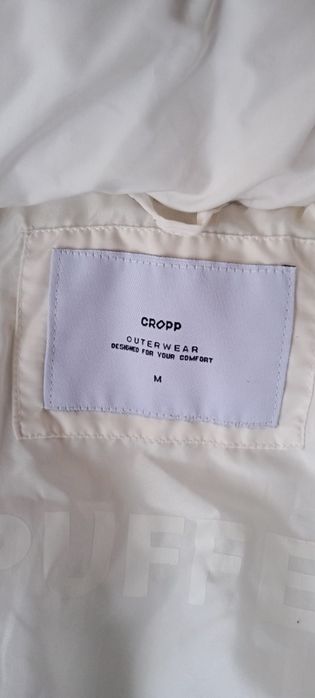 CROPP
OUTERWEAR
DESIGNED FOR YOUR COMFORT
M
PUFFE